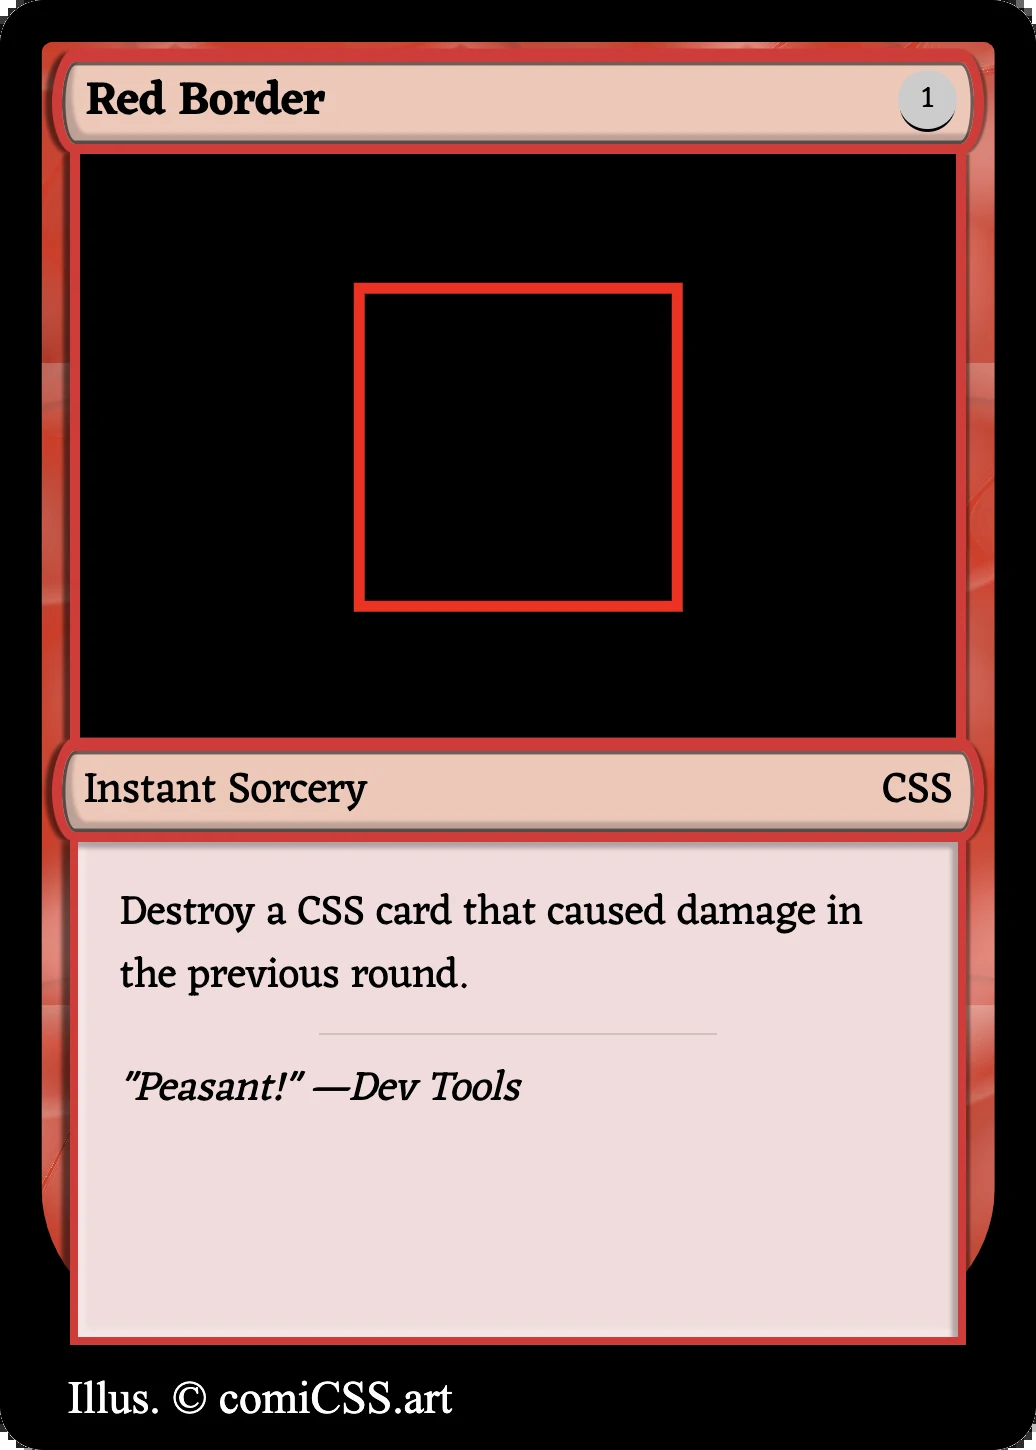 Red Border
1
Instant Sorcery
CSS
Destroy a CSS card that caused damage in
the previous round.
"Peasant!" —Dev Tools
Illus. © comiCSS.art